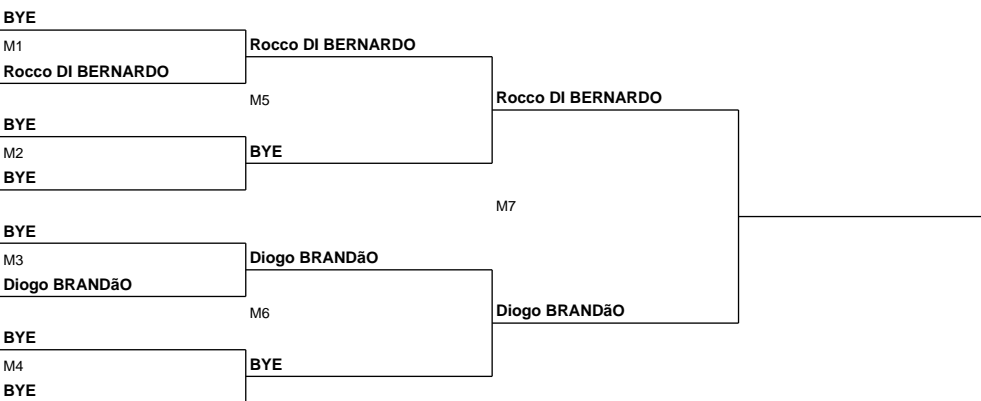 BYE
M1
Rocco DI BERNARDO
BYE
M2
BYE
BYE
M3
Diogo BRANDãO
BYE
M4
BYE
Rocco DI BERNARDO
M5
BYE
Diogo BRANDãO
M6
BYE
Rocco DI BERNARDO
M7
Diogo BRANDãO